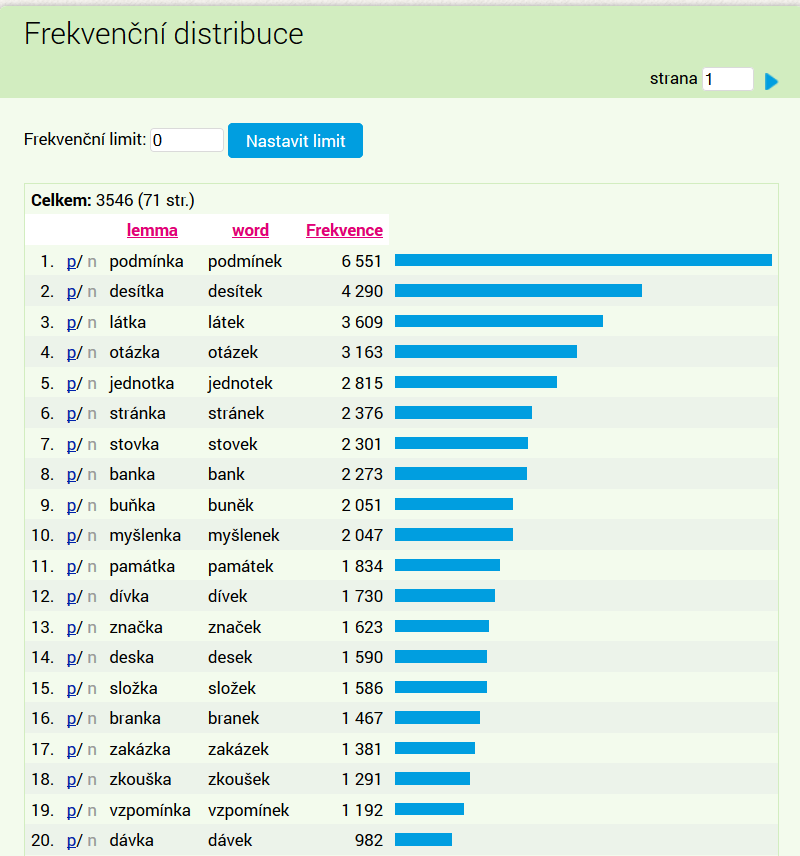 Frekvenční distribuce
strana 1
Frekvenční limit: 0 Nastavit limit
Celkem: 3546 (71 str.)
lemma word Frekvence
1. p/ n podmínka podmínek 6 551
2. p/ n desítka desítek 4 290
3. p/ n látka látek 3 609
4. p/ n otázka otázek 3 163
5. p/ n jednotka jednotek 2 815
6. p/ n stránka stránek 2 376
7. p/ n stovka stovek 2 301
8. p/ n banka bank 2 273
9. p/ n buňka buněk 2 051
10. p/ n myšlenka myšlenek 2 047
11. p/ n památka památek 1 834
12. p/ n dívka dívek 1 730
13. p/ n značka značek 1 623
14. p/ n deska desek 1 590
15. p/ n složka složek 1 586
16. p/ n branka branek 1 467
17. p/ n zakázka zakázek 1 381
18. p/ n zkouška zkoušek 1 291
19. p/ n vzpomínka vzpomínek 1 192
20. p/ n dávka dávek 982